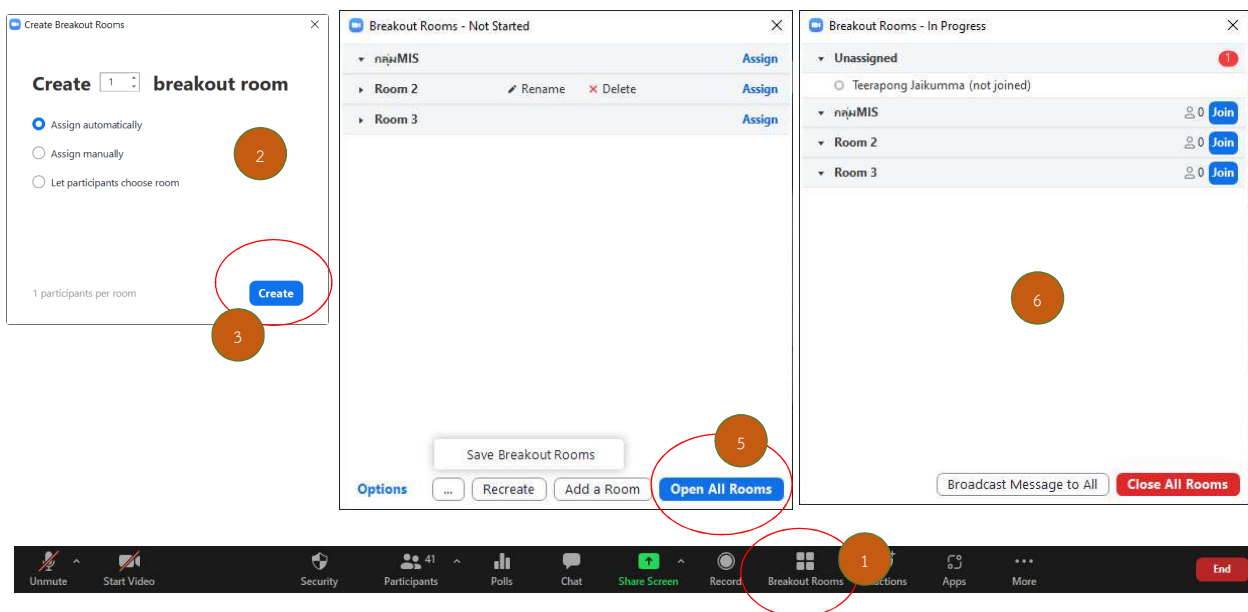 Create Breakout Rooms
Create 1 breakout room
Assign automatically
Assign manually
2
Let participants choose room
1 participants per room
Create
3
Breakout Rooms - Not Started
กลุ่มMIS Assign
Room 2 Rename Delete Assign
Room 3 Assign
5
Save Breakout Rooms
Options ... Recreate Add a Room Open All Rooms
Breakout Rooms - In Progress
Unassigned 1
Teerapong Jaikumma (not joined)
กลุ่มMIS 0 Join
Room 2 0 Join
Room 3 0 Join
6
Broadcast Message to All Close All Rooms
41
1
Unmute Start Video Security Participants Polls Chat Share Screen Record Breakout Rooms Apps More End